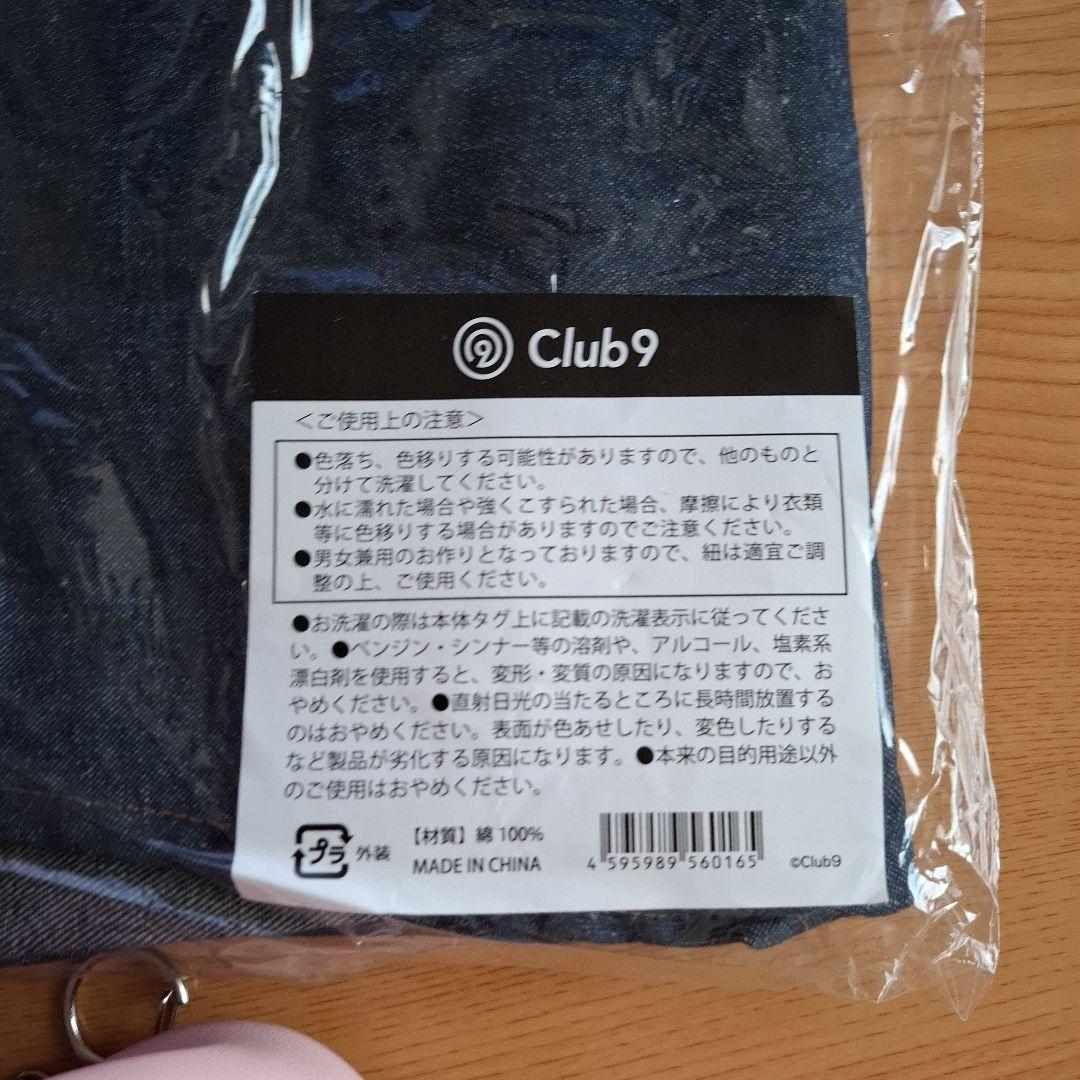 Club9
＜ご使用上の注意＞
●色落ち、色移りする可能性がありますので、他のものと
分けて洗濯してください。
●水に濡れた場合や強くこすられた場合、摩擦により衣類
等に色移りする場合がありますのでご注意ください。
●男女兼用のお作りとなっておりますので、紐は適宜ご調
整の上、ご使用ください。
●お洗濯の際は本体タグ上に記載の洗濯表示に従ってくださ
い。●ベンジン・シンナー等の溶剤や、アルコール、塩素系
漂白剤を使用すると、変形・変質の原因になりますので、お
やめください。●直射日光の当たるところに長時間放置する
のはおやめください。表面が色あせしたり、変色したりする
など製品が劣化する原因になります。●本来の目的用途以外
のご使用はおやめください。
プラ 外装
【材質】綿 100%
MADE IN CHINA
4 595989 560165
©Club9